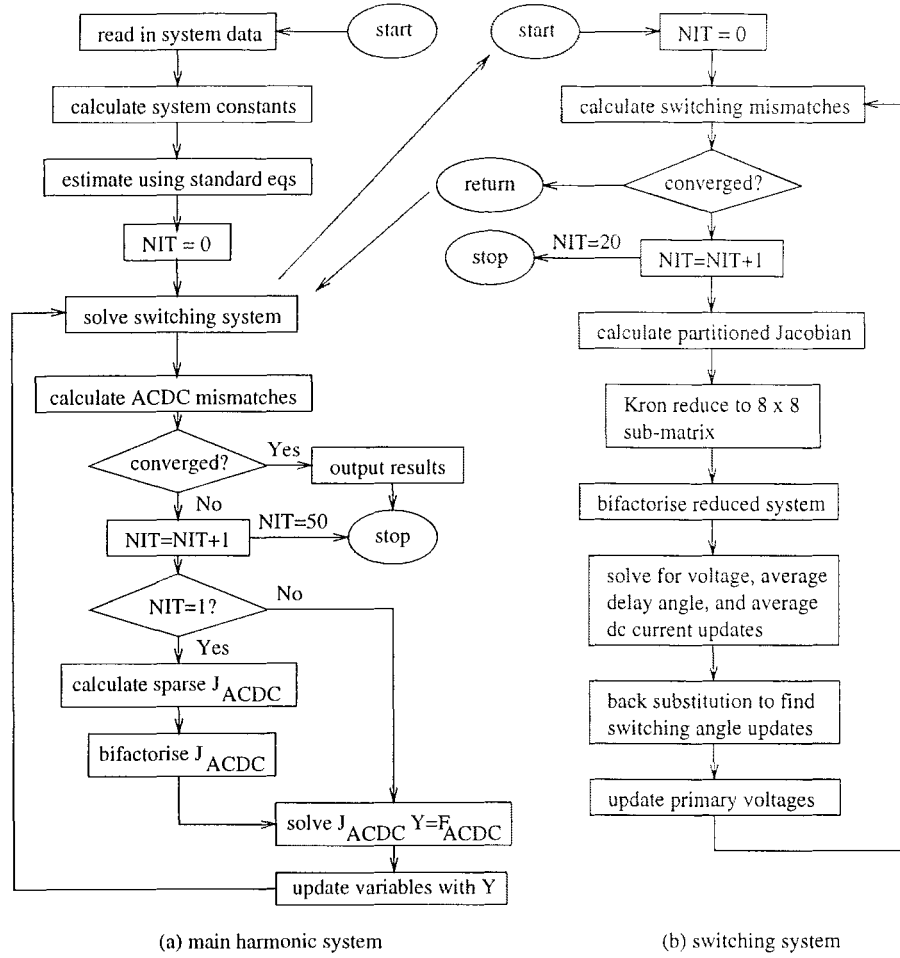 start
read in system data
calculate system constants
estimate using standard eqs
NIT = 0
solve switching system
calculate ACDC mismatches
converged?
Yes
output results
No
NIT=NIT+1
NIT=50
stop
NIT=1?
No
Yes
calculate sparse J ACDC
bifactorise J ACDC
solve J ACDC Y=F ACDC
update variables with Y
(a) main harmonic system
start
NIT = 0
calculate switching mismatches
converged?
return
NIT=NIT+1
NIT=20
stop
calculate partitioned Jacobian
Kron reduce to 8 x 8
sub-matrix
bifactorise reduced system
solve for voltage, average
delay angle, and average
dc current updates
back substitution to find
switching angle updates
update primary voltages
(b) switching system